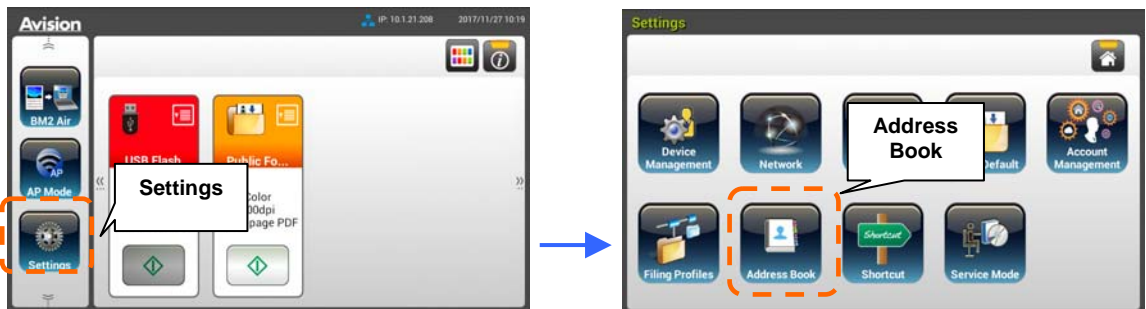 Avision
IP: 10.1.21.208 2017/11/27 10:19
BM2 Air
AP
AP Mode
Settings
USB Flash
Public Fo...
Settings
Color
00dpi
page PDF
Settings
Address
Book
Device
Management
Network
Default
Account
Management
Filing Profiles
Address Book
Shortcut
Shortcut
Service Mode